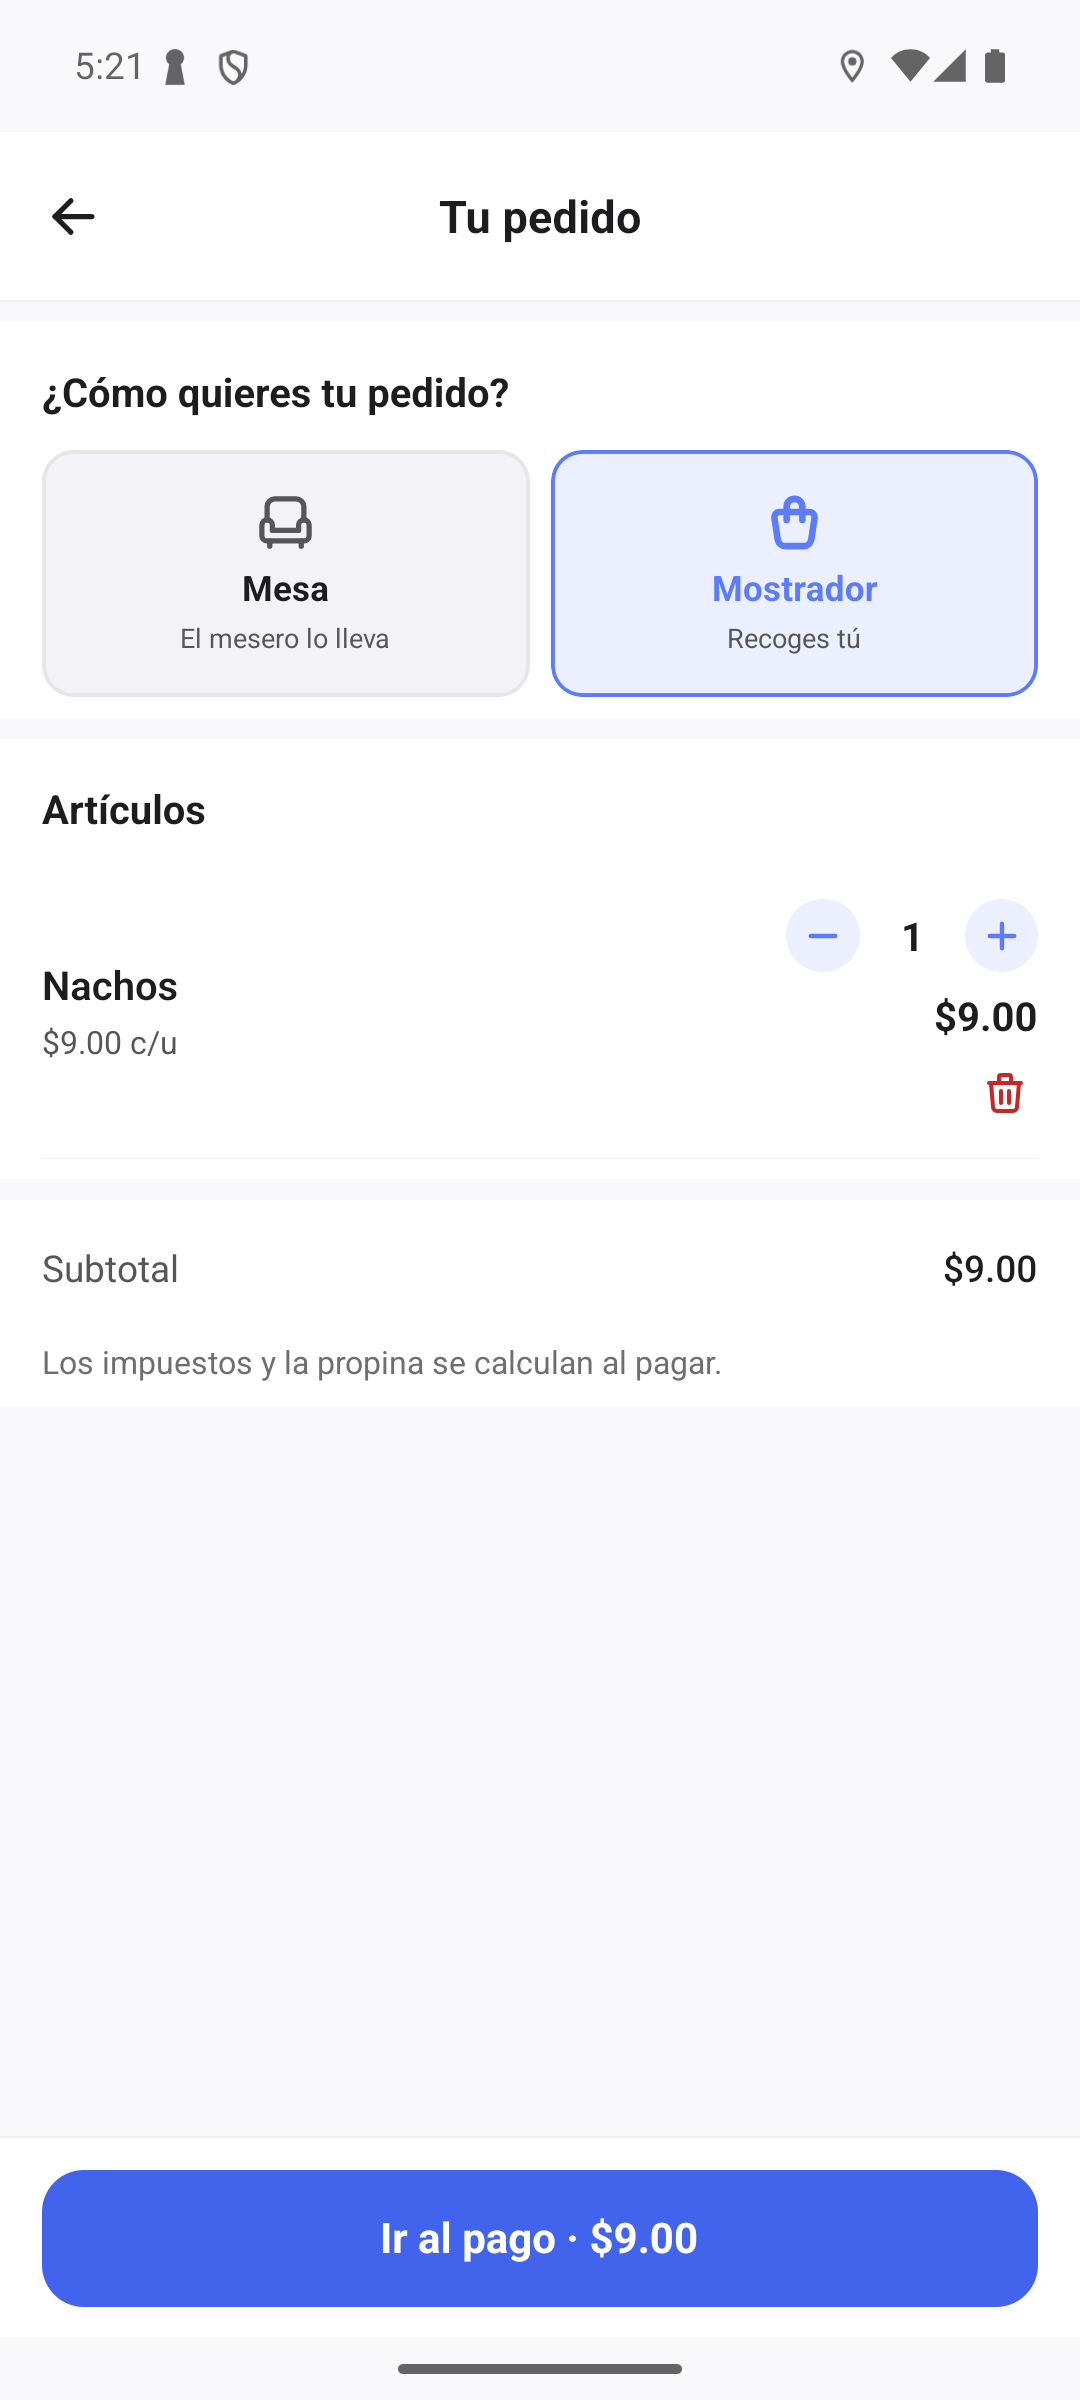 5:21
Tu pedido
¿Cómo quieres tu pedido?
Mesa
El mesero lo lleva
Mostrador
Recoges tú
Artículos
1
Nachos
$9.00 c/u
$9.00
Subtotal
$9.00
Los impuestos y la propina se calculan al pagar.
Ir al pago · $9.00